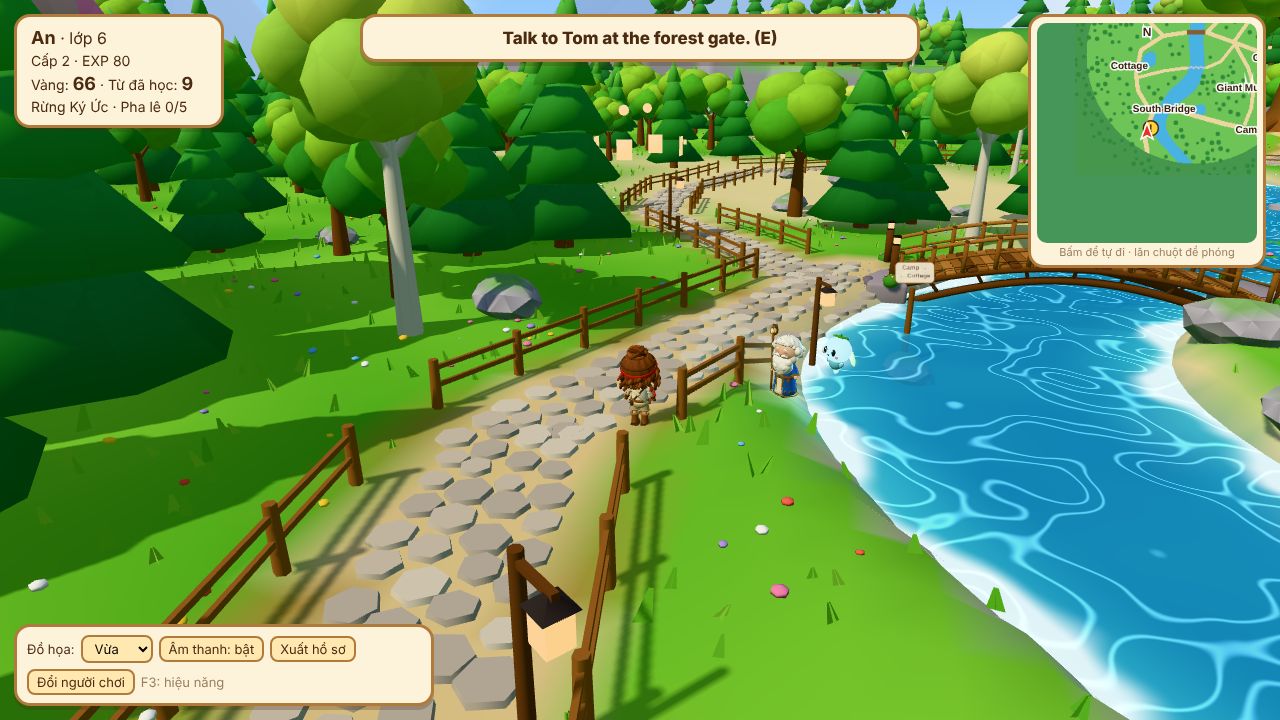 An · lớp 6
Cấp 2 · EXP 80
Vàng: 66 · Từ đã học: 9
Rừng Ký Ức · Pha lê 0/5
Talk to Tom at the forest gate. (E)
N
Cottage
Giant Mu
South Bridge
Cam
Bấm để tự đi · lăn chuột để phóng
Camp →
← Cottage
Đồ họa: Vừa Âm thanh: bật Xuất hồ sơ
Đổi người chơi F3: hiệu năng